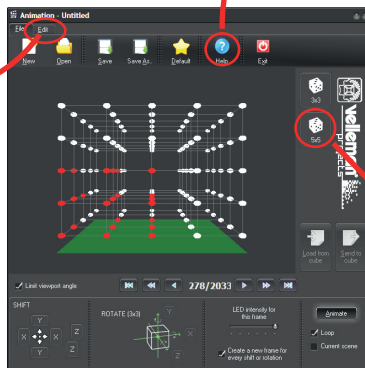 Animation - Untitled
File Edit
New Open Save Save As.. Default Help.. Exit
3x3
5x5
velleman
projects
Load from
cube
Send to
cube
Limit viewport angle
278/2033
SHIFT
Y
X X
Y
Z
Z
ROTATE (3x3)
Y
X
Z
LED intensity for
this frame
Create a new frame for
every shift or rotation
Animate
Loop
Current scene